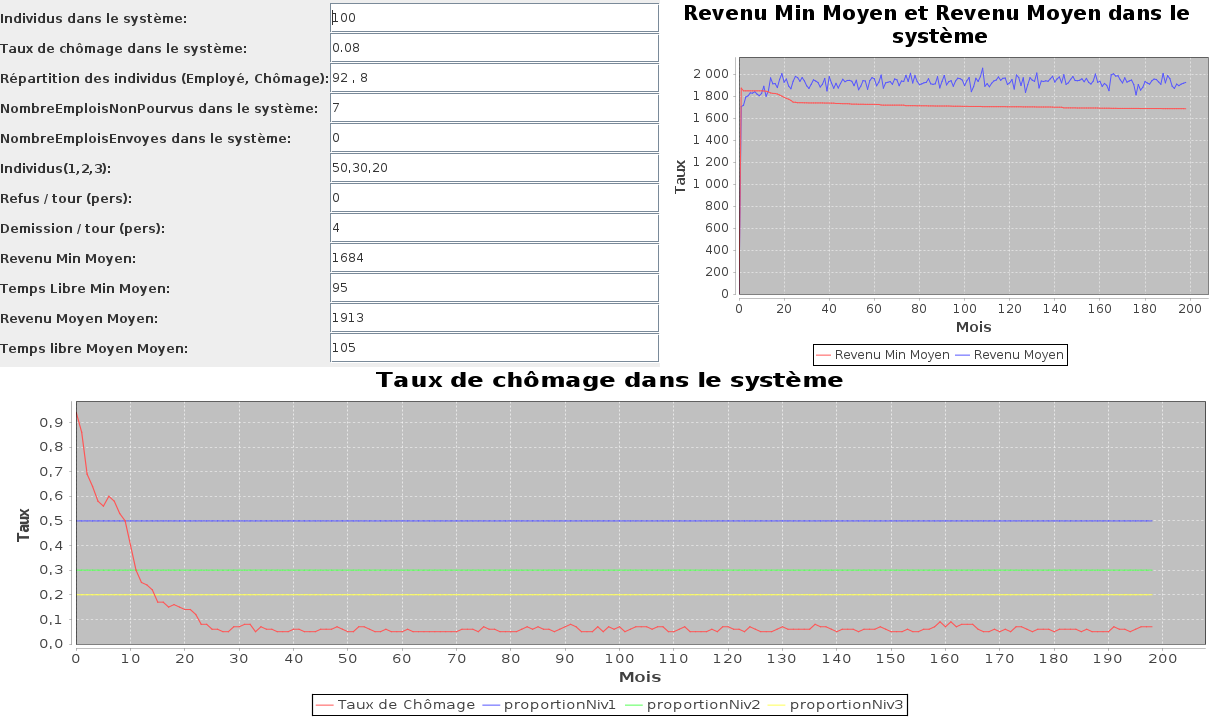 Individus dans le système: 100
Taux de chômage dans le système: 0.08
Répartition des individus (Employé, Chômage): 92 , 8
NombreEmploisNonPourvus dans le système: 7
NombreEmploisEnvoyes dans le système: 0
Individus(1,2,3): 50,30,20
Refus / tour (pers): 0
Demission / tour (pers): 4
Revenu Min Moyen: 1684
Temps Libre Min Moyen: 95
Revenu Moyen Moyen: 1913
Temps libre Moyen Moyen: 105
Revenu Min Moyen et Revenu Moyen dans le
système
2 000
1 800
1 600
1 400
1 200
1 000
800
600
400
200
0
Taux
0 20 40 60 80 100 120 140 160 180 200
Mois
Revenu Min Moyen Revenu Moyen
Taux de chômage dans le système
0,9
0,8
0,7
0,6
0,5
0,4
0,3
0,2
0,1
0,0
Taux
0 10 20 30 40 50 60 70 80 90 100 110 120 130 140 150 160 170 180 190 200
Mois
Taux de Chômage proportionNiv1 proportionNiv2 proportionNiv3